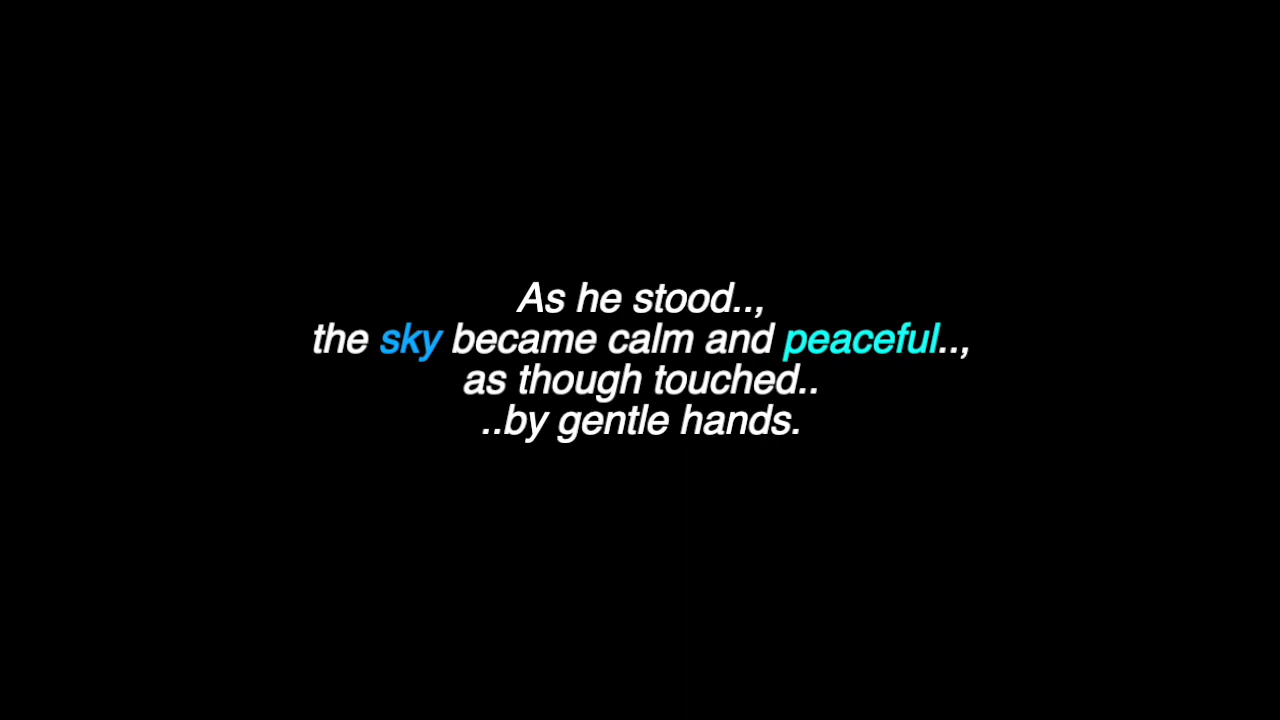 As he stood..,
the sky became calm and peaceful..,
as though touched..
..by gentle hands.